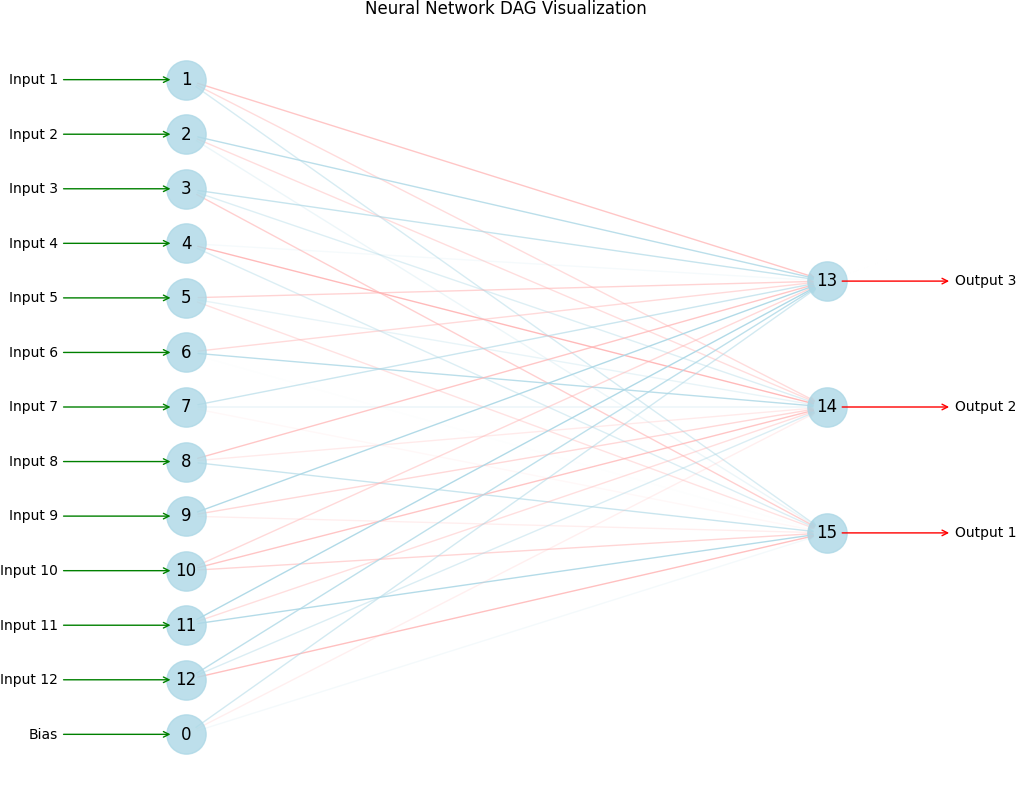 Neural Network DAG Visualization
Input 1
1
Input 2
2
Input 3
3
Input 4
4
Input 5
5
Input 6
6
Input 7
7
Input 8
8
Input 9
9
Input 10
10
Input 11
11
Input 12
12
Bias
0
13
Output 3
14
Output 2
15
Output 1